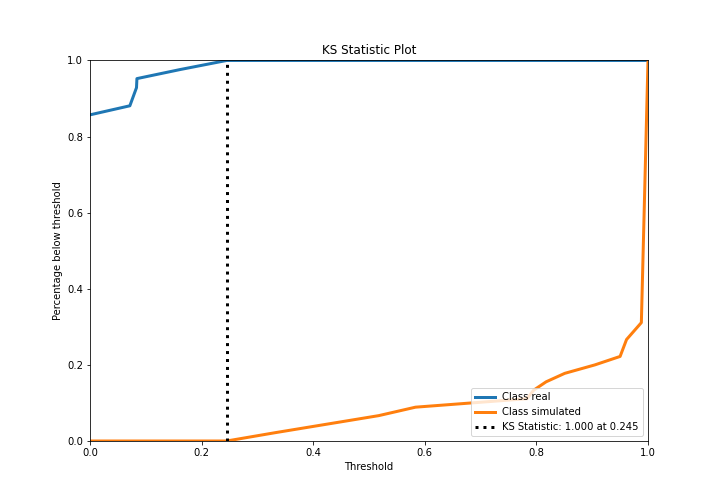 KS Statistic Plot
1.0
0.8
0.6
0.4
0.2
0.0
Percentage below threshold
0.0 0.2 0.4 0.6 0.8 1.0
Threshold
Class real
Class simulated
KS Statistic: 1.000 at 0.245